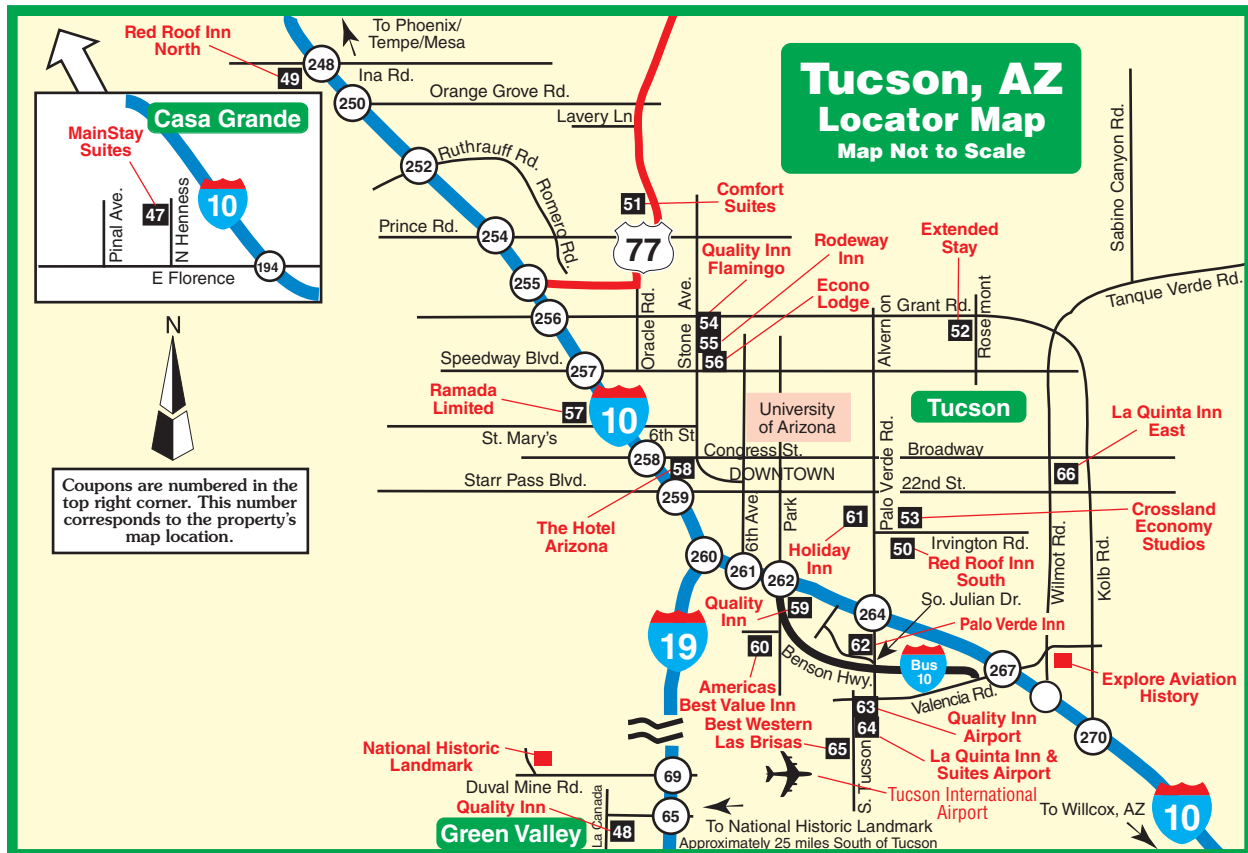 Tucson, AZ
Locator Map
Map Not to Scale
To Phoenix/
Tempe/Mesa
Red Roof Inn
North
49
248
Ina Rd.
250
Orange Grove Rd.
Lavery Ln
Casa Grande
MainStay
Suites
47
Pinal Ave.
N Henness
10
194
E Florence
252
Ruthrauff Rd.
Romero Rd.
51
Comfort
Suites
77
Prince Rd.
254
255
256
Quality Inn
Flamingo
Rodeway
Inn
Econo
Lodge
Extended
Stay
Sabino Canyon Rd.
Tanque Verde Rd.
Oracle Rd.
Stone Ave.
54
55
56
Alvernon
Grant Rd.
52
Rosemont
N
Speedway Blvd.
257
Ramada
Limited
57
10
University
of Arizona
Tucson
La Quinta Inn
East
St. Mary's
6th St
Congress St.
Broadway
258
58
DOWNTOWN
66
Starr Pass Blvd.
22nd St.
259
Coupons are numbered in the
top right corner. This number
corresponds to the property's
map location.
The Hotel
Arizona
6th Ave
Park
61
Holiday
Inn
Palo Verde Rd.
53
Crossland
Economy
Studios
Irvington Rd.
50
Red Roof Inn
South
Wilmot Rd.
Kolb Rd.
260
261
262
Quality
Inn
59
264
So. Julian Dr.
19
60
62
Palo Verde Inn
Benson Hwy.
Bus
10
267
Explore Aviation
History
Americas
Best Value Inn
Valencia Rd.
63
Quality Inn
Airport
Best Western
Las Brisas
65
64
La Quinta Inn &
Suites Airport
270
S. Tucson
Tucson International
Airport
National Historic
Landmark
69
Duval Mine Rd.
Quality Inn
48
La Canada
65
Green Valley
To National Historic Landmark
Approximately 25 miles South of Tucson
To Willcox, AZ
10